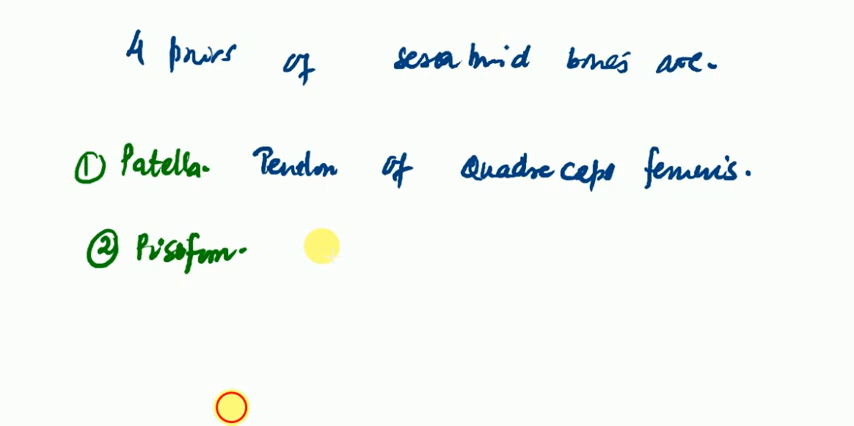 4 pairs of sesamoid bones are.
① Patella. Tendon of Quadriceps femoris.
② Pisiform.